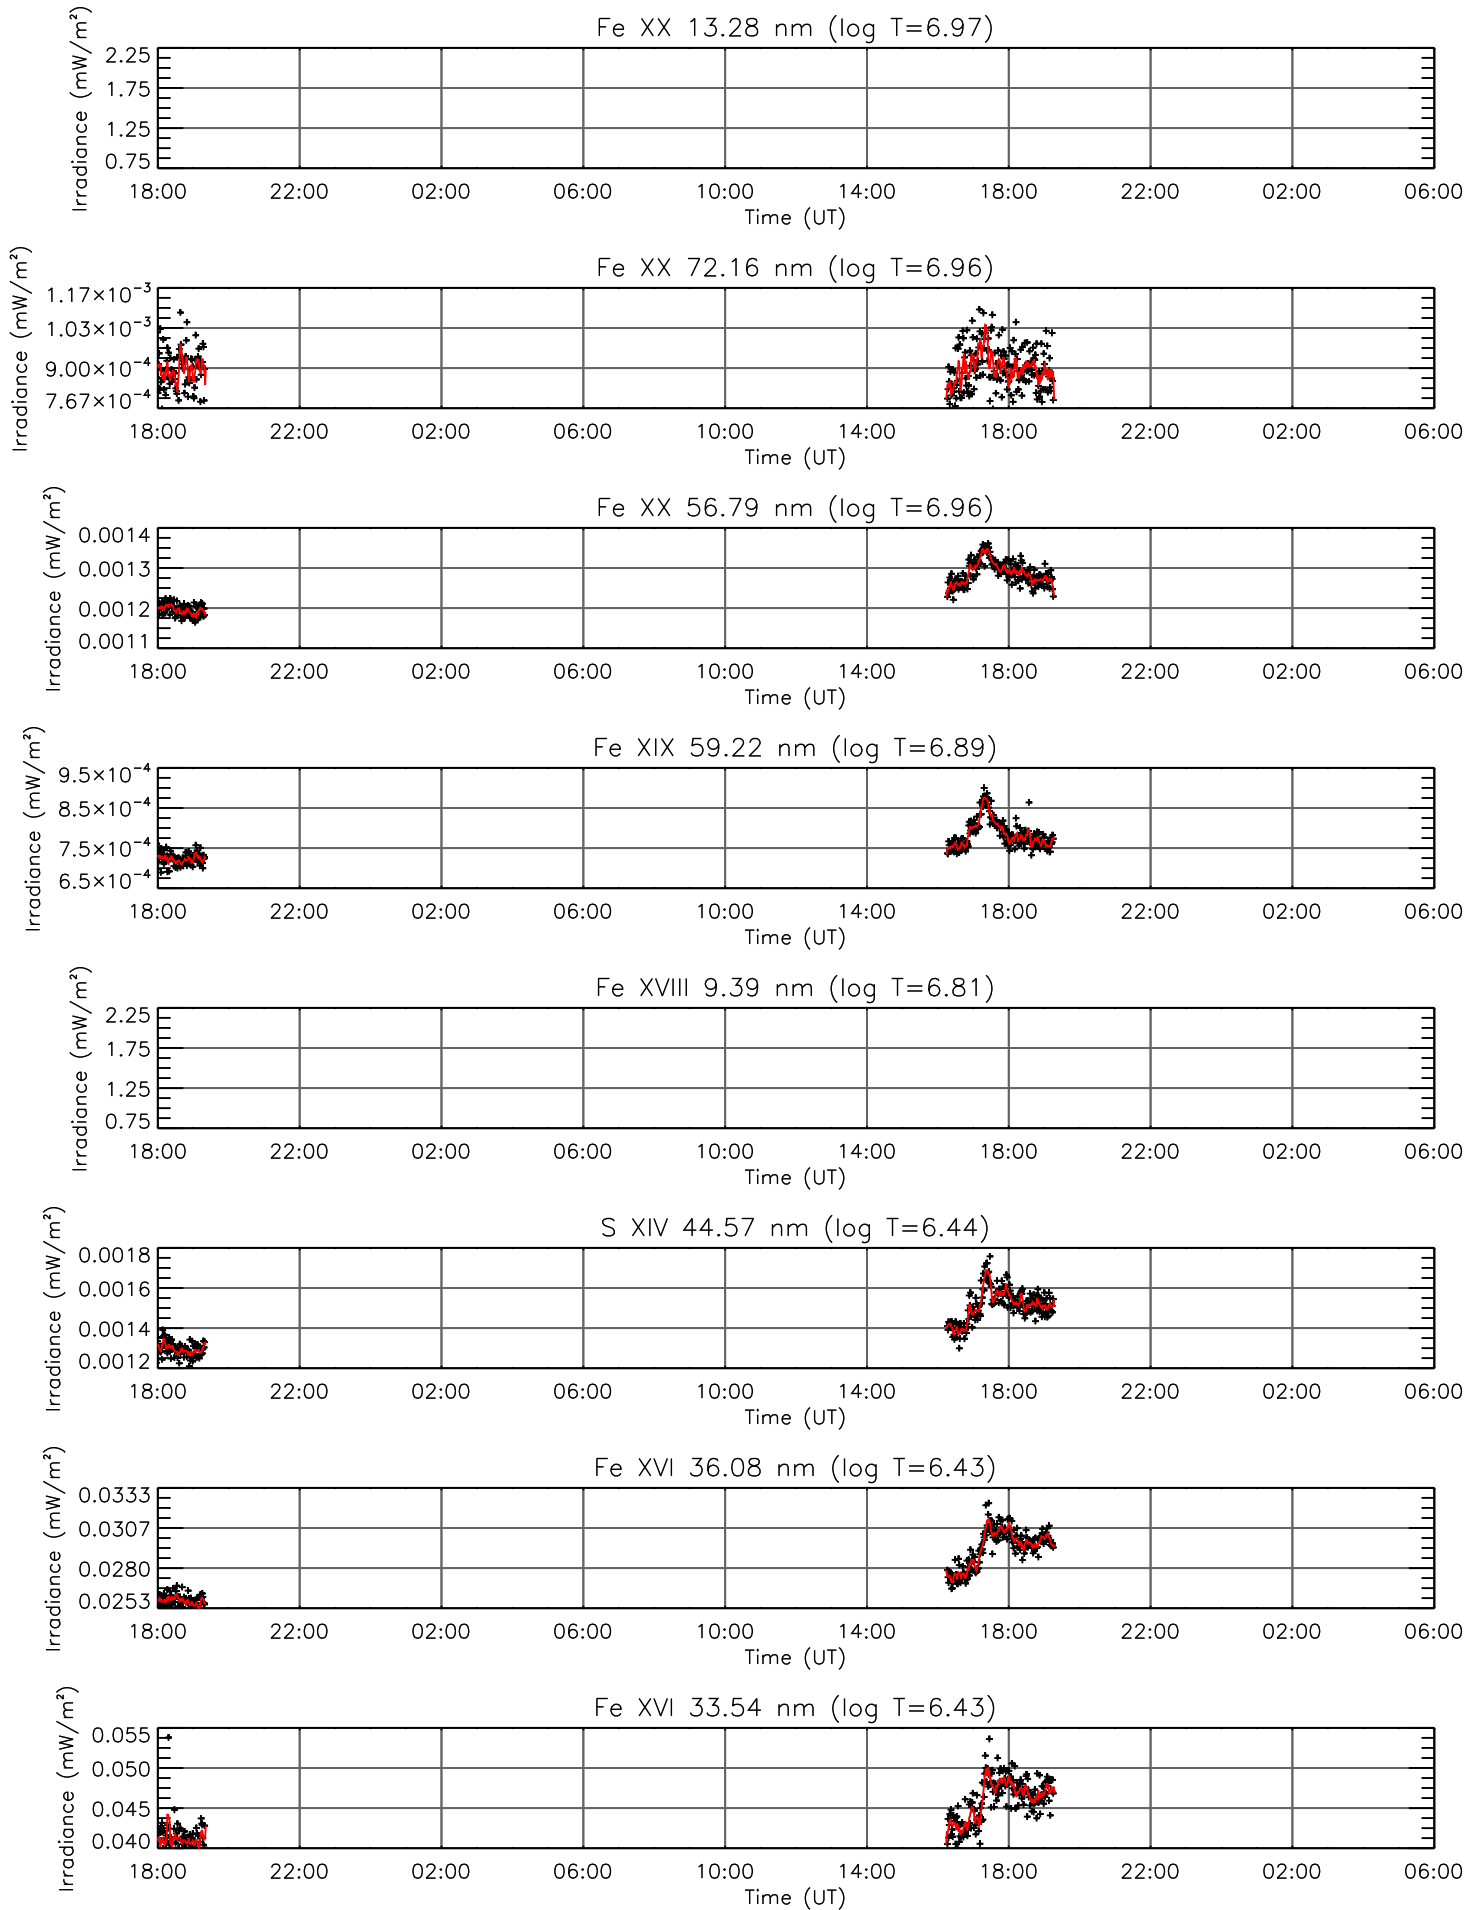 Fe XX 13.28 nm (log T=6.97)
Irradiance (mW/m²)
2.25
1.75
1.25
0.75
18:00 22:00 02:00 06:00 10:00 14:00 18:00 22:00 02:00 06:00
Time (UT)
Fe XX 72.16 nm (log T=6.96)
Irradiance (mW/m²)
1.17×10⁻³
1.03×10⁻³
9.00×10⁻⁴
7.67×10⁻⁴
18:00 22:00 02:00 06:00 10:00 14:00 18:00 22:00 02:00 06:00
Time (UT)
Fe XX 56.79 nm (log T=6.96)
Irradiance (mW/m²)
0.0014
0.0013
0.0012
0.0011
18:00 22:00 02:00 06:00 10:00 14:00 18:00 22:00 02:00 06:00
Time (UT)
Fe XIX 59.22 nm (log T=6.89)
Irradiance (mW/m²)
9.5×10⁻⁴
8.5×10⁻⁴
7.5×10⁻⁴
6.5×10⁻⁴
18:00 22:00 02:00 06:00 10:00 14:00 18:00 22:00 02:00 06:00
Time (UT)
Fe XVIII 9.39 nm (log T=6.81)
Irradiance (mW/m²)
2.25
1.75
1.25
0.75
18:00 22:00 02:00 06:00 10:00 14:00 18:00 22:00 02:00 06:00
Time (UT)
S XIV 44.57 nm (log T=6.44)
Irradiance (mW/m²)
0.0018
0.0016
0.0014
0.0012
18:00 22:00 02:00 06:00 10:00 14:00 18:00 22:00 02:00 06:00
Time (UT)
Fe XVI 36.08 nm (log T=6.43)
Irradiance (mW/m²)
0.0333
0.0307
0.0280
0.0253
18:00 22:00 02:00 06:00 10:00 14:00 18:00 22:00 02:00 06:00
Time (UT)
Fe XVI 33.54 nm (log T=6.43)
Irradiance (mW/m²)
0.055
0.050
0.045
0.040
18:00 22:00 02:00 06:00 10:00 14:00 18:00 22:00 02:00 06:00
Time (UT)